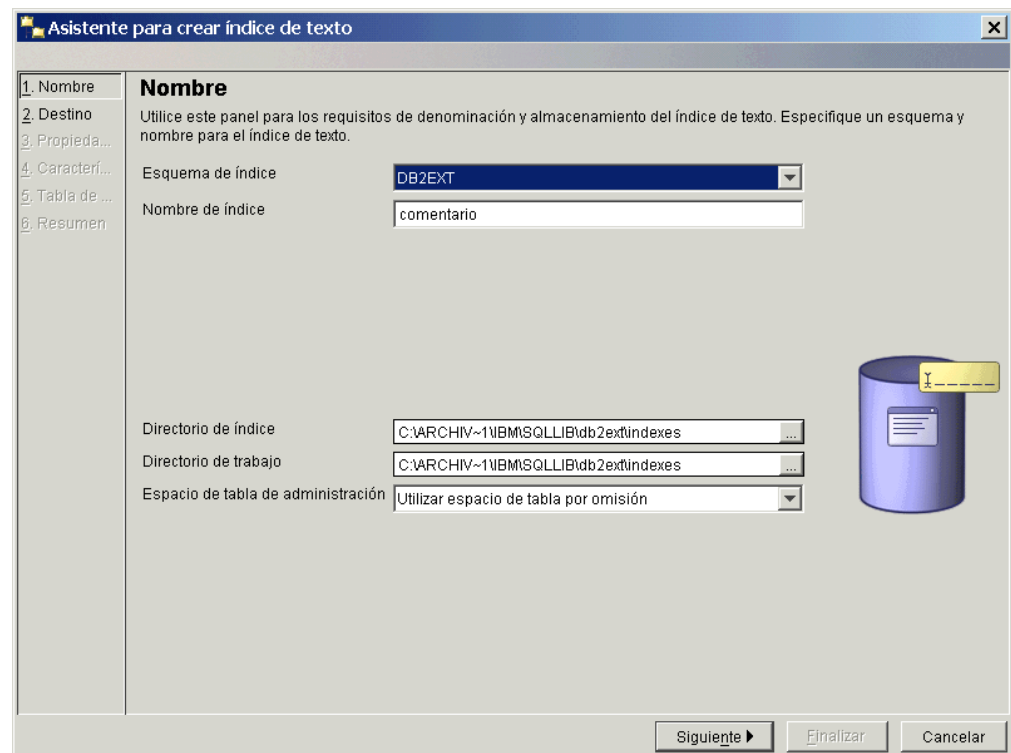 Asistente para crear índice de texto
1. Nombre
2. Destino
3. Propieda...
4. Caracterí...
5. Tabla de ...
6. Resumen
Nombre
Utilice este panel para los requisitos de denominación y almacenamiento del índice de texto. Especifique un esquema y
nombre para el índice de texto.
Esquema de índice
DB2EXT
Nombre de índice
comentario
Directorio de índice
C:\ARCHIV~1\IBM\SQLLIB\db2ext\indexes
...
Directorio de trabajo
C:\ARCHIV~1\IBM\SQLLIB\db2ext\indexes
...
Espacio de tabla de administración
Utilizar espacio de tabla por omisión
Siguiente
Finalizar
Cancelar